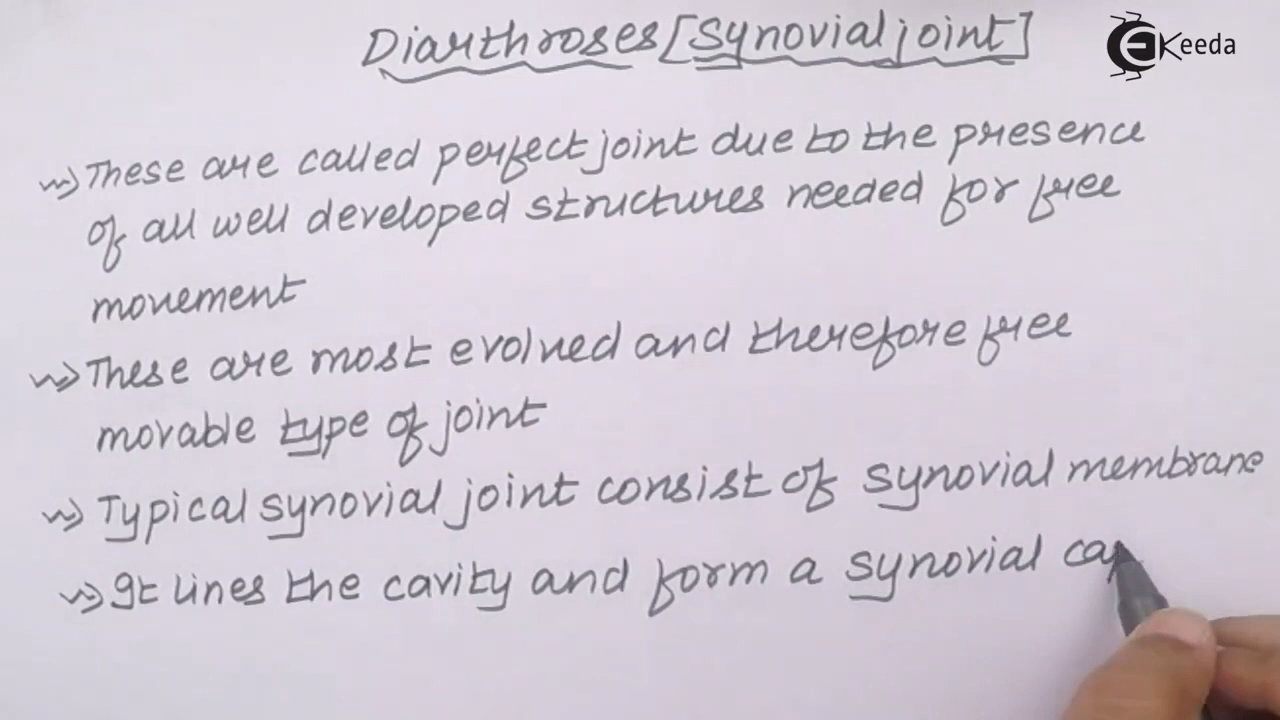 Diarthroses [Synovial joint]
EKeeda
These are called perfect joint due to the presence
of all well developed structures needed for free
movement
These are most evolved and therefore free
movable type of joint
Typical synovial joint consist of synovial membrane
It lines the cavity and form a synovial